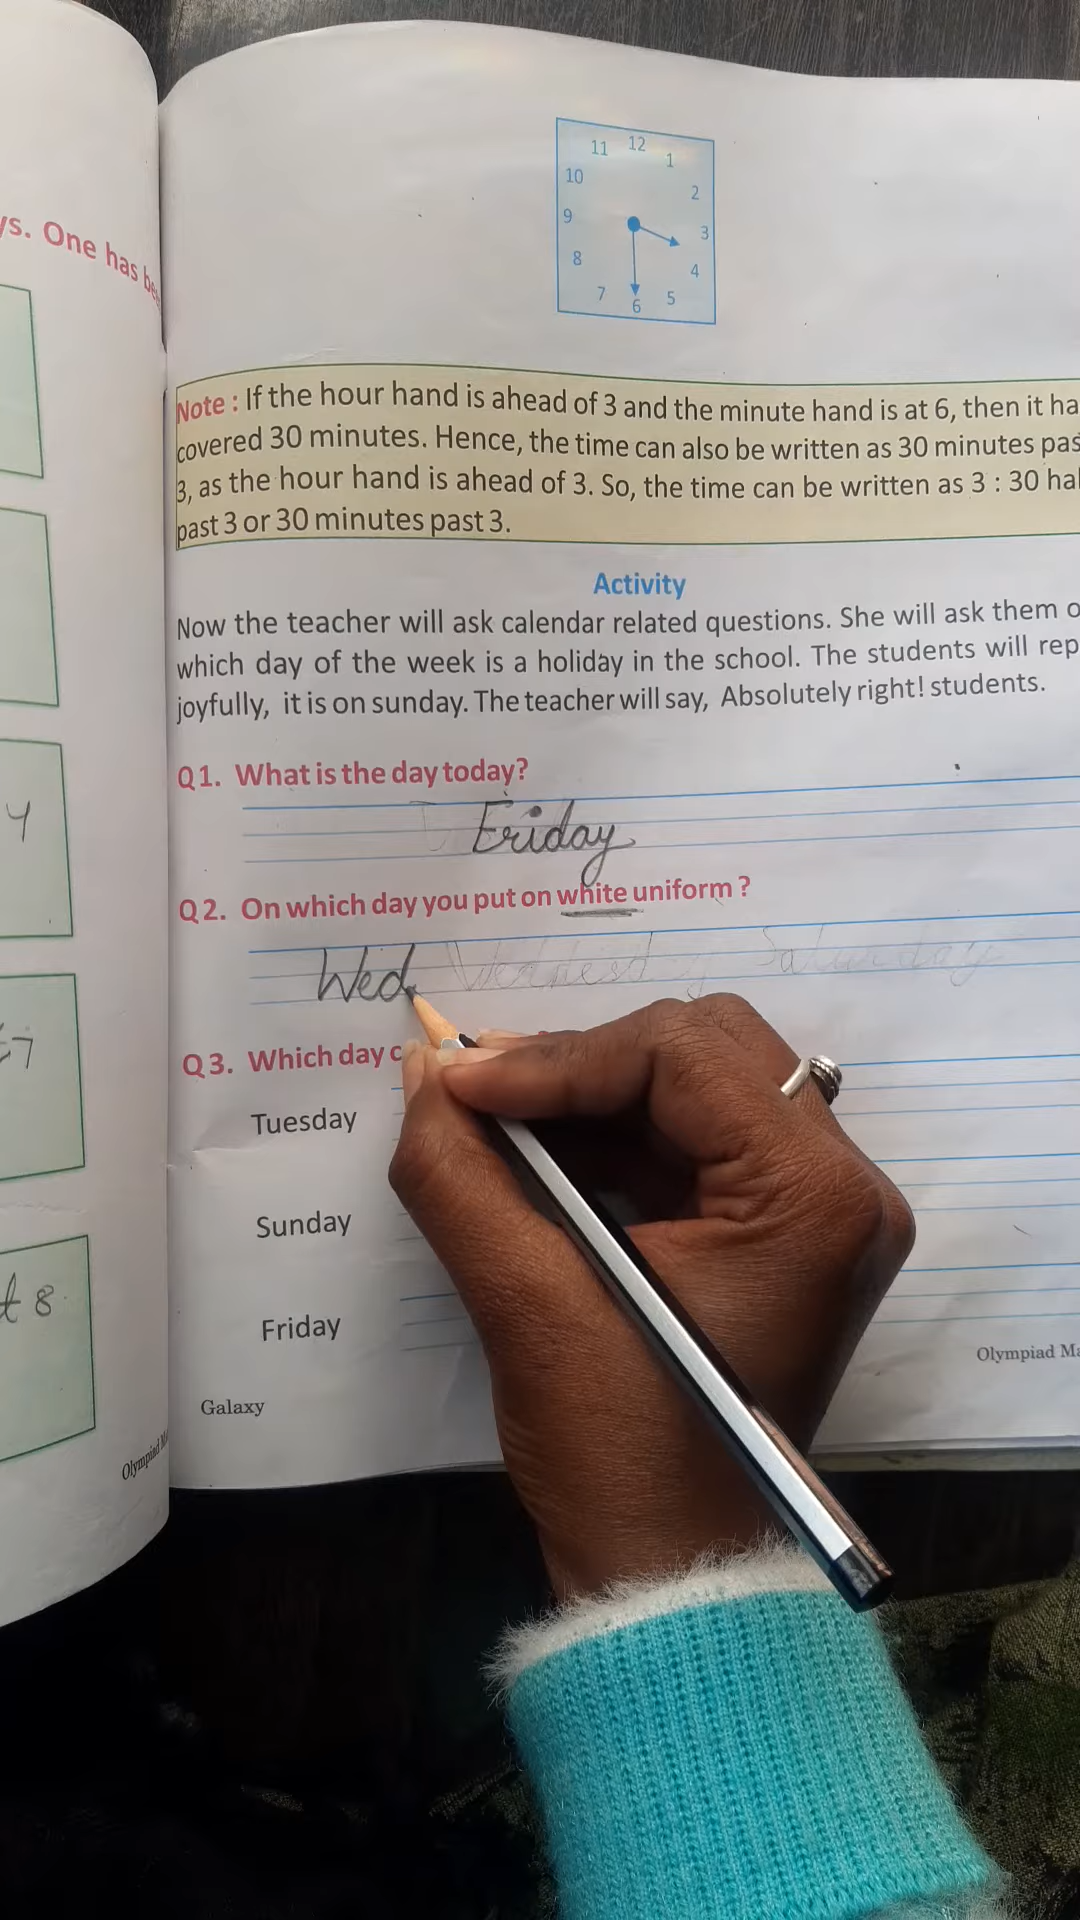 ys. One has be
4
7
t 8
Olympiad M
11 12 1
10 2
9 3
8 4
7 6 5
Note : If the hour hand is ahead of 3 and the minute hand is at 6, then it ha
covered 30 minutes. Hence, the time can also be written as 30 minutes pas
3, as the hour hand is ahead of 3. So, the time can be written as 3 : 30 hal
past 3 or 30 minutes past 3.
Activity
Now the teacher will ask calendar related questions. She will ask them o
which day of the week is a holiday in the school. The students will rep
joyfully, it is on sunday. The teacher will say, Absolutely right! students.
Q1. What is the day today?
Friday
Q2. On which day you put on white uniform ?
Wed Wednesday Saturday
Q3. Which day c
Tuesday
Sunday
Friday
Olympiad Ma
Galaxy